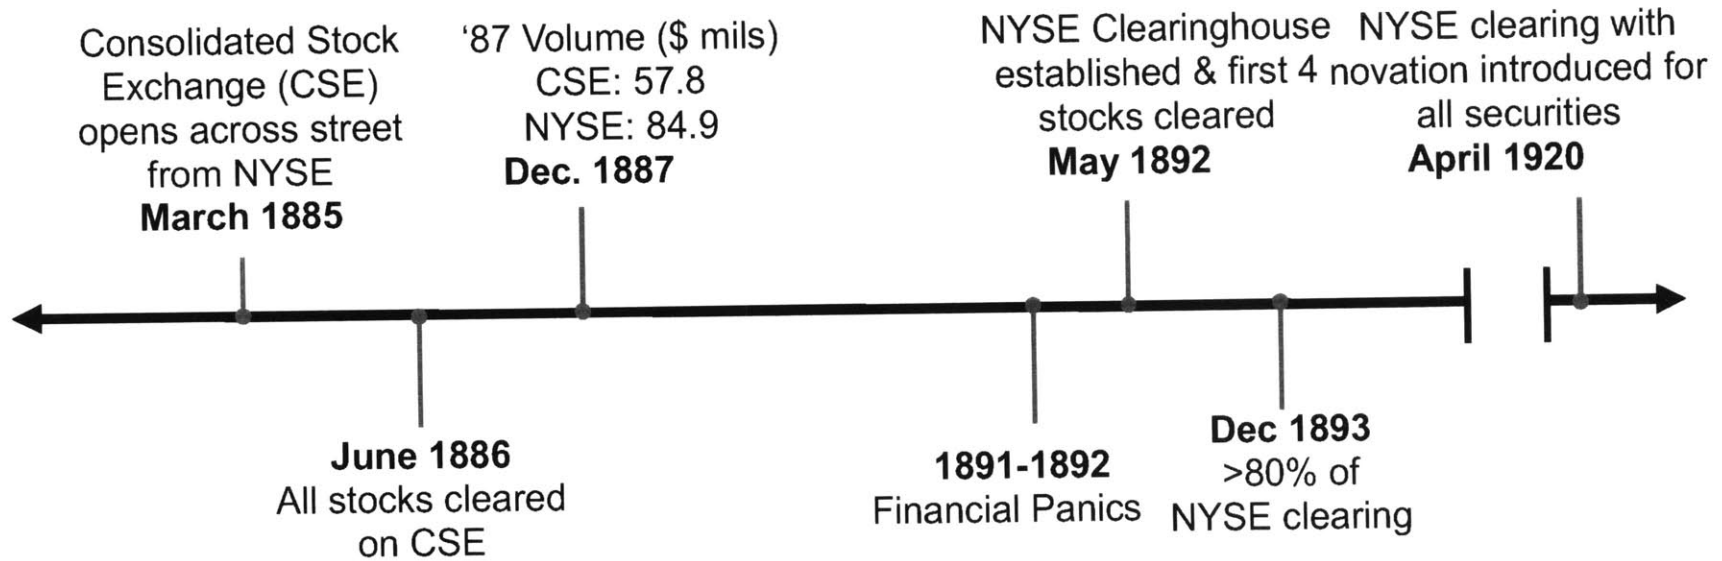 Consolidated Stock
Exchange (CSE)
opens across street
from NYSE
March 1885
‘87 Volume ($ mils)
CSE: 57.8
NYSE: 84.9
Dec. 1887
NYSE Clearinghouse
established & first 4
stocks cleared
May 1892
NYSE clearing with
novation introduced for
all securities
April 1920
June 1886
All stocks cleared
on CSE
1891-1892
Financial Panics
Dec 1893
>80% of
NYSE clearing